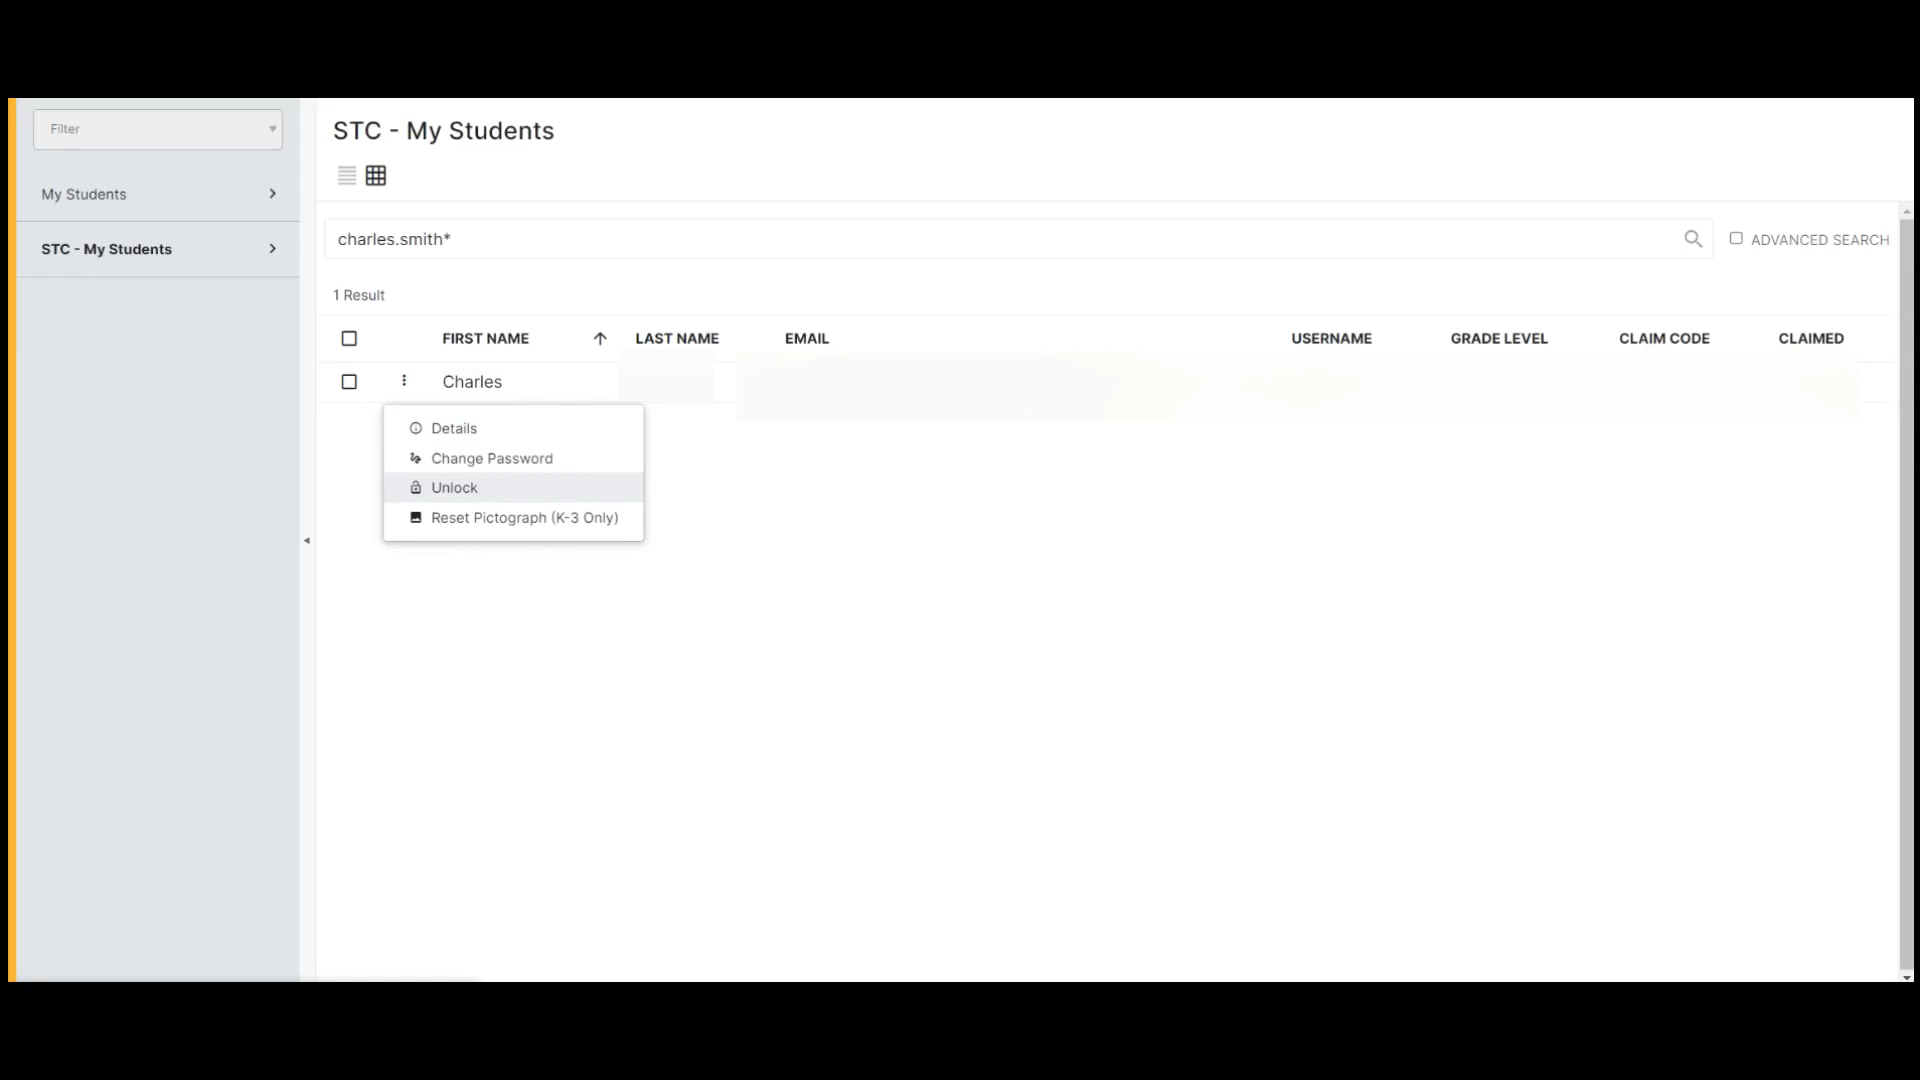 Filter
My Students
STC - My Students
STC - My Students
charles.smith*
ADVANCED SEARCH
1 Result
FIRST NAME LAST NAME EMAIL USERNAME GRADE LEVEL CLAIM CODE CLAIMED
Charles
Details
Change Password
Unlock
Reset Pictograph (K-3 Only)